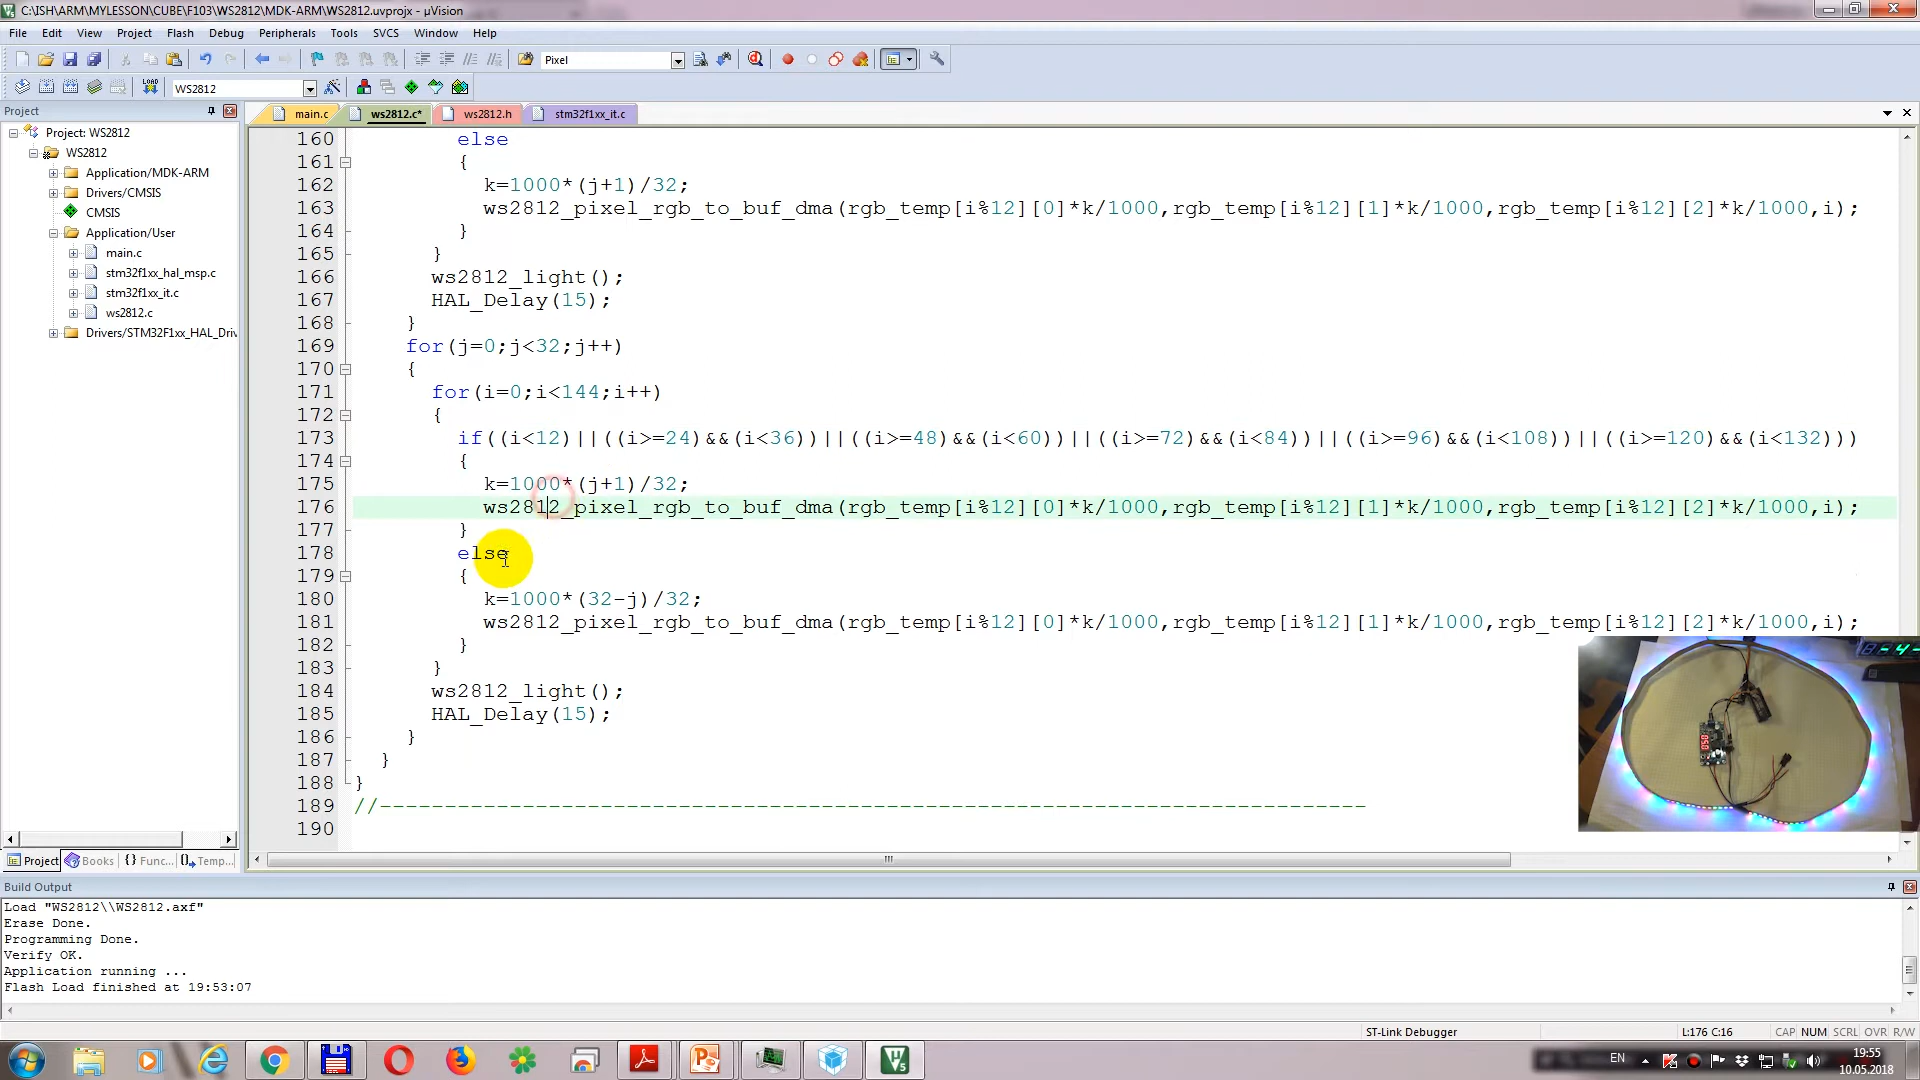 C:\ISH\ARM\MYLESSON\CUBE\F103\WS2812\MDK-ARM\WS2812.uvprojx - µVision
File Edit View Project Flash Debug Peripherals Tools SVCS Window Help
Pixel
LOAD WS2812
Project
main.c ws2812.c* ws2812.h stm32f1xx_it.c
Project: WS2812
WS2812
Application/MDK-ARM
Drivers/CMSIS
CMSIS
Application/User
main.c
stm32f1xx_hal_msp.c
stm32f1xx_it.c
ws2812.c
Drivers/STM32F1xx_HAL_Driv
160 else
161 {
162 k=1000*(j+1)/32;
163 ws2812_pixel_rgb_to_buf_dma(rgb_temp[i%12][0]*k/1000,rgb_temp[i%12][1]*k/1000,rgb_temp[i%12][2]*k/1000,i);
164 }
165 }
166 ws2812_light();
167 HAL_Delay(15);
168 }
169 for(j=0;j<32;j++)
170 {
171 for(i=0;i<144;i++)
172 {
173 if((i<12)||((i>=24)&&(i<36))||((i>=48)&&(i<60))||((i>=72)&&(i<84))||((i>=96)&&(i<108))||((i>=120)&&(i<132)))
174 {
175 k=1000*(j+1)/32;
176 ws2812_pixel_rgb_to_buf_dma(rgb_temp[i%12][0]*k/1000,rgb_temp[i%12][1]*k/1000,rgb_temp[i%12][2]*k/1000,i);
177 }
178 else
179 {
180 k=1000*(32-j)/32;
181 ws2812_pixel_rgb_to_buf_dma(rgb_temp[i%12][0]*k/1000,rgb_temp[i%12][1]*k/1000,rgb_temp[i%12][2]*k/1000,i);
182 }
183 }
184 ws2812_light();
185 HAL_Delay(15);
186 }
187 }
188 }
189 //----------------------------------------------------------------------------
190
Project Books {} Func... Temp...
Build Output
Load "WS2812\\WS2812.axf"
Erase Done.
Programming Done.
Verify OK.
Application running ...
Flash Load finished at 19:53:07
ST-Link Debugger L:176 C:16 CAP NUM SCRL OVR R/W
EN 19:55
10.05.2018